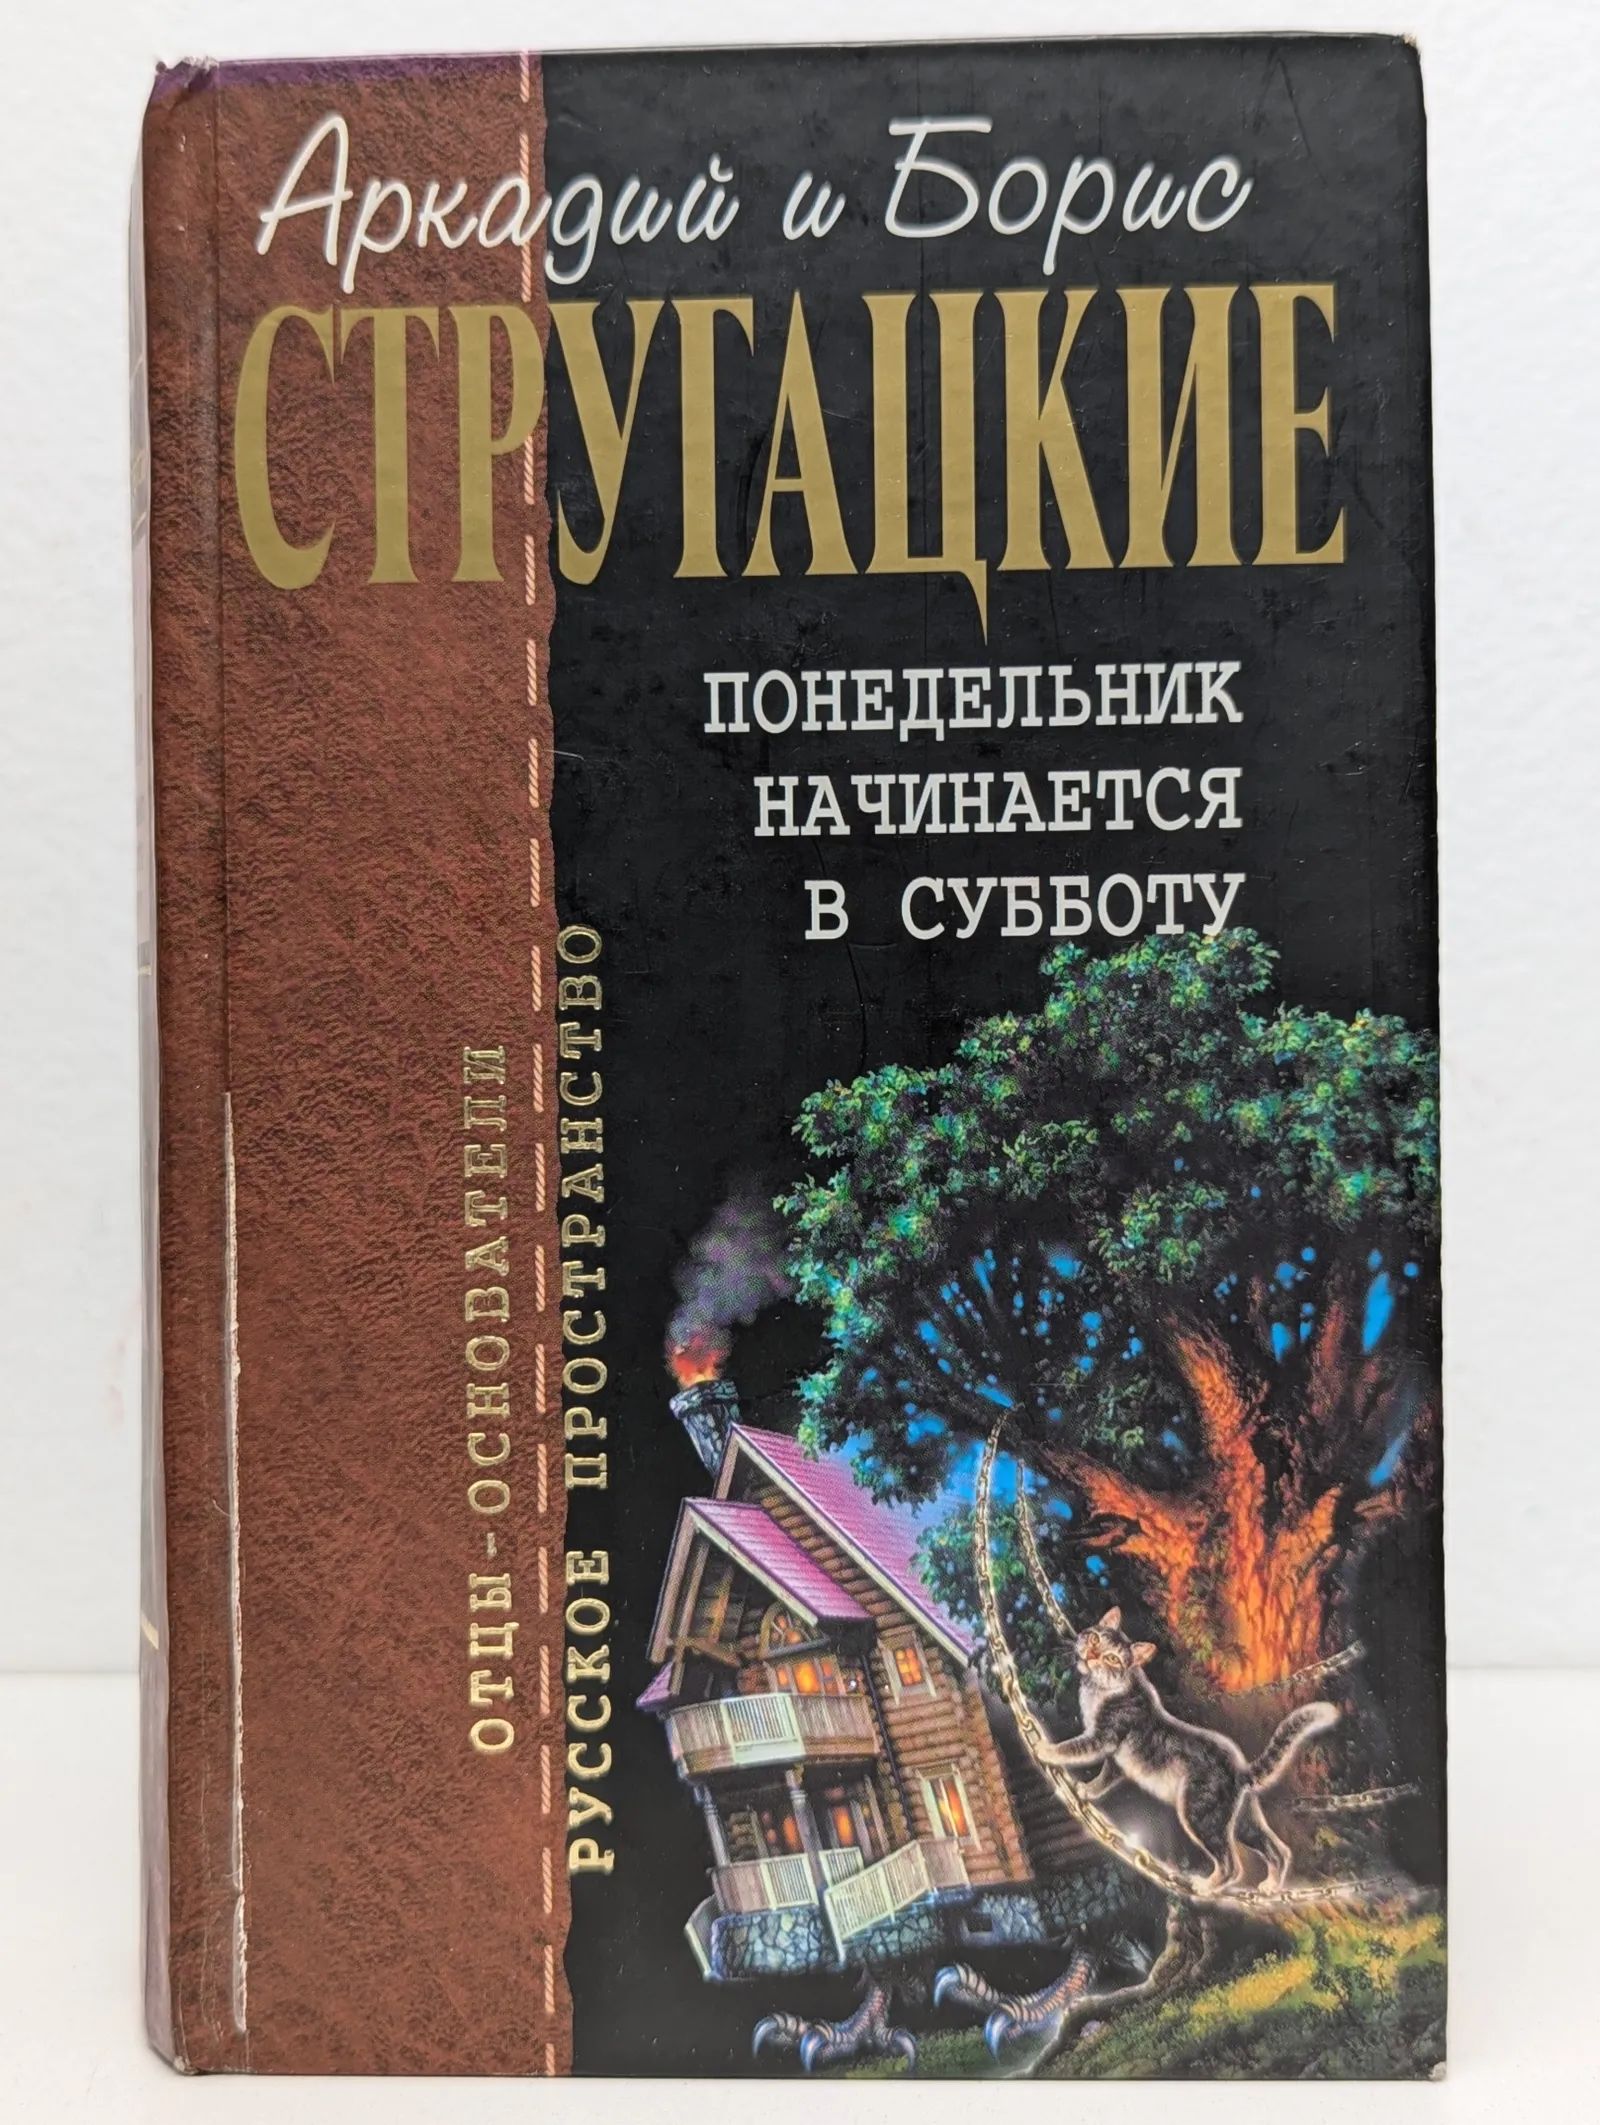 Аркадий и Борис
СТРУГАЦКИЕ
ПОНЕДЕЛЬНИК
НАЧИНАЕТСЯ
В СУББОТУ
ОТЦЫ-ОСНОВАТЕЛИ
РУССКОЕ ПРОСТРАНСТВО